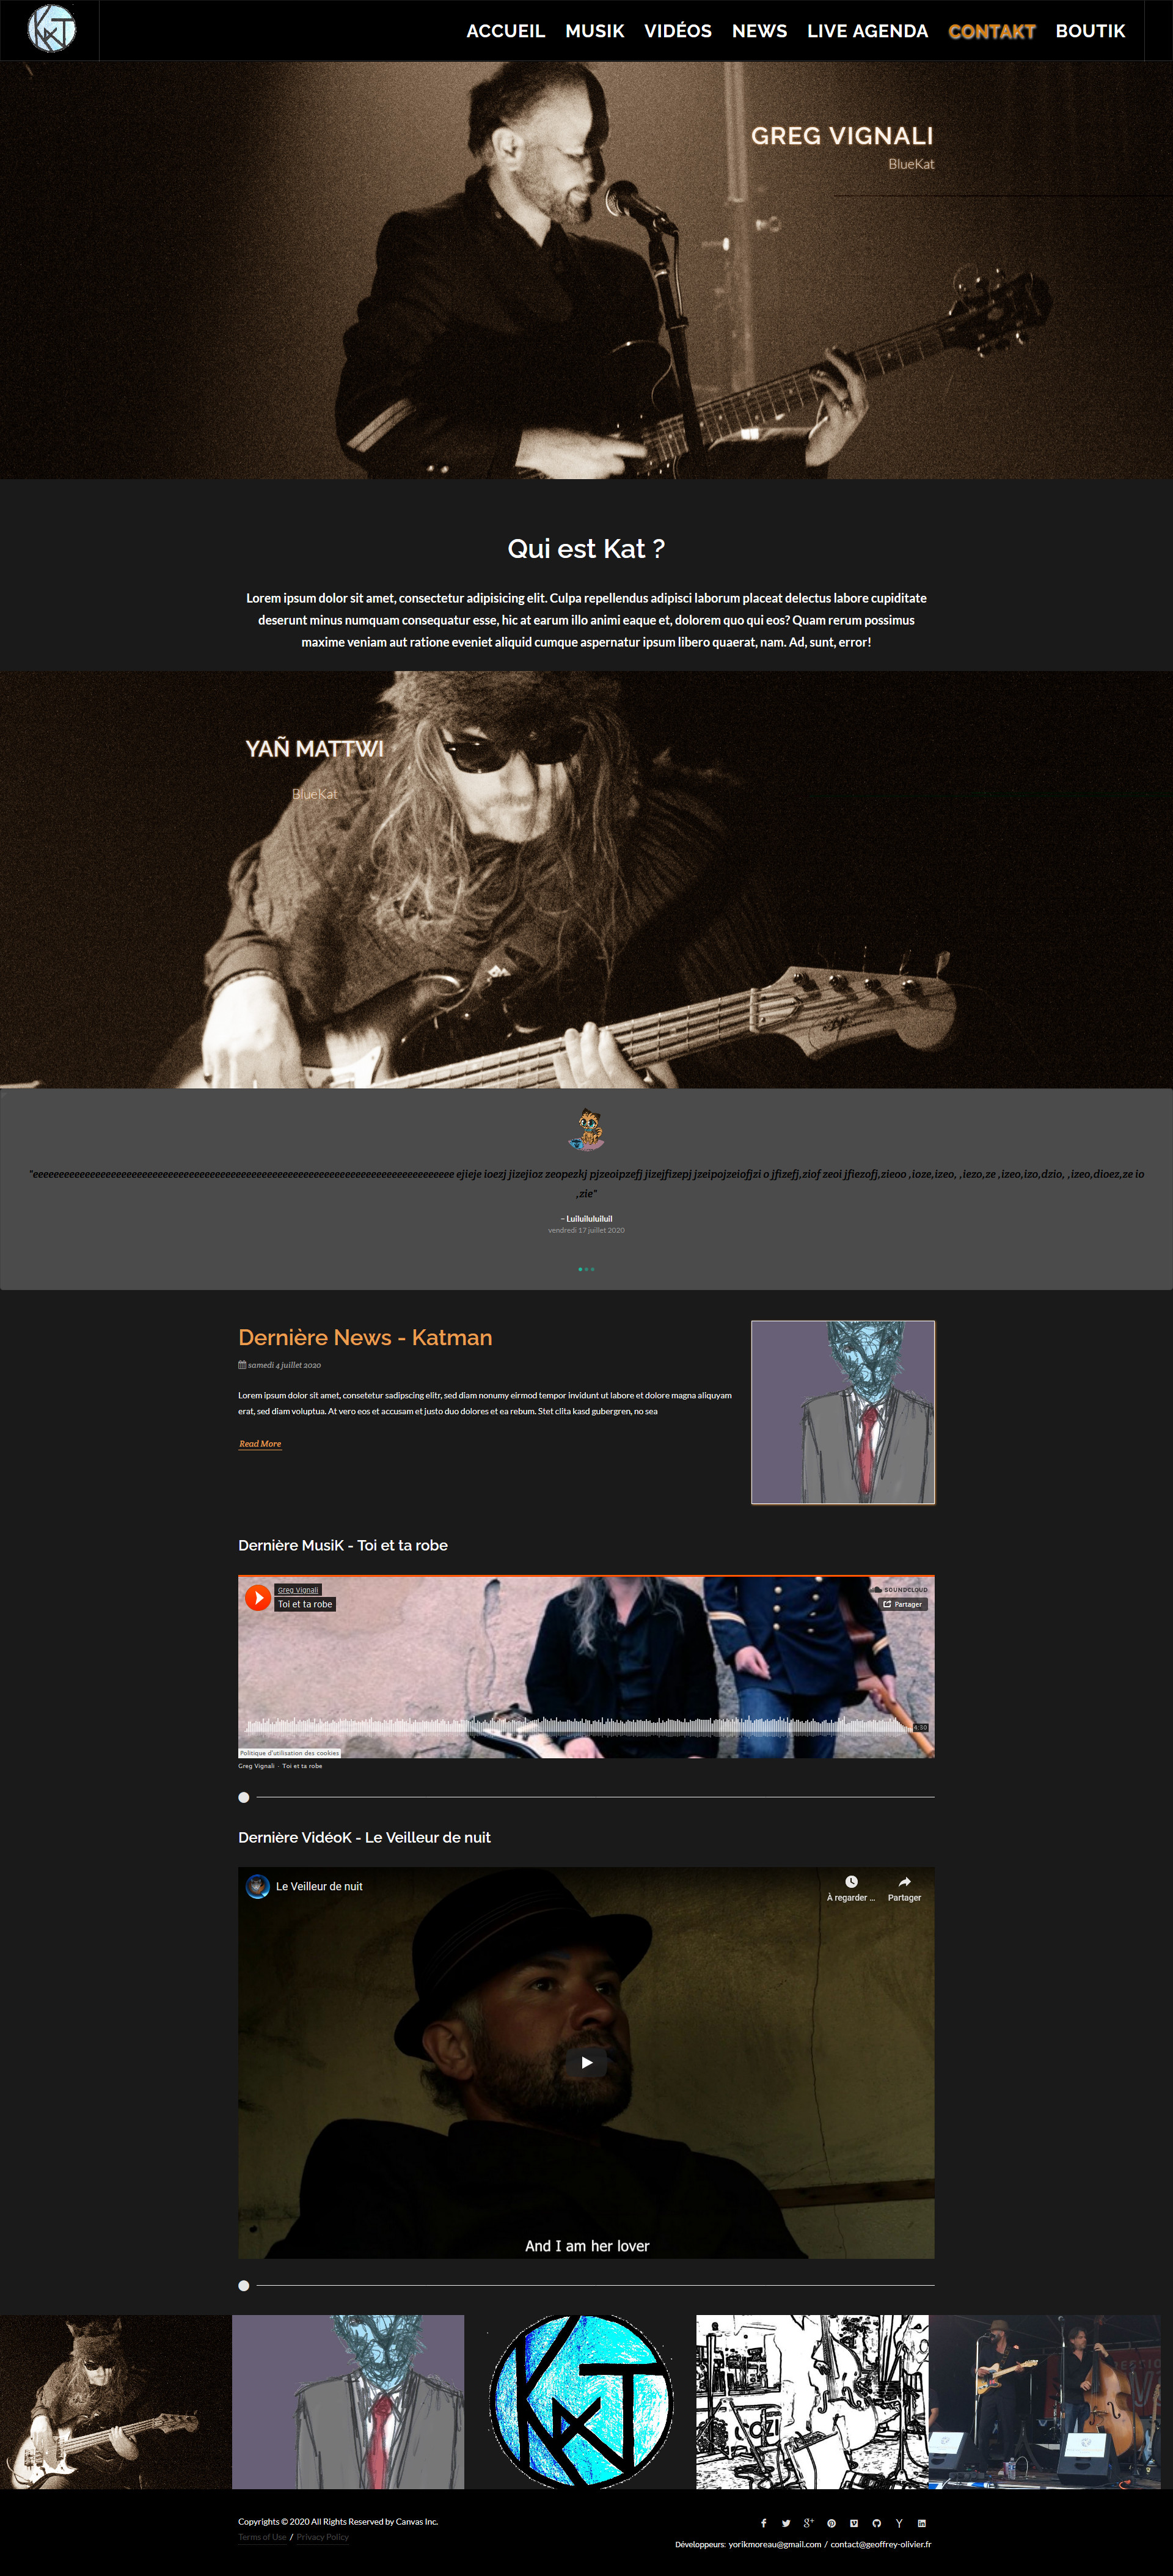 KAT
ACCUEIL MUSIK VIDÉOS NEWS LIVE AGENDA CONTAKT BOUTIK
GREG VIGNALI
BlueKat
Qui est Kat ?
Lorem ipsum dolor sit amet, consectetur adipisicing elit. Culpa repellendus adipisci laborum placeat delectus labore cupiditate
deserunt minus numquam consequatur esse, hic at earum illo animi eaque et, dolorem quo qui eos? Quam rerum possimus
maxime veniam aut ratione eveniet aliquid cumque aspernatur ipsum libero quaerat, nam. Ad, sunt, error!
YAÑ MATTWI
BlueKat
ejieje ioezj jizejioz zeopezkj pjzeoipzefj jizejfizepj jzeipojzeiofjzi o jfizefj,ziof zeoi jfiezofj,zieoo ,ioze,izeo, ,iezo,ze ,izeo,izo,dzio, ,izeo,dioez,ze io
,zie"
vendredi 17 juillet 2020
Dernière News - Katman
samedi 4 juillet 2020
Lorem ipsum dolor sit amet, consetetur sadipscing elitr, sed diam nonumy eirmod tempor invidunt ut labore et dolore magna aliquyam
erat, sed diam voluptua. At vero eos et accusam et justo duo dolores et ea rebum. Stet clita kasd gubergren, no sea
Read More
Dernière MusiK - Toi et ta robe
Greg Vignali
Toi et ta robe
SOUNDCLOUD
Partager
4:30
Politique d'utilisation des cookies
Greg Vignali · Toi et ta robe
Dernière VidéoK - Le Veilleur de nuit
Le Veilleur de nuit
À regarder ... Partager
And I am her lover
KAT
Copyrights © 2020 All Rights Reserved by Canvas Inc.
Terms of Use / Privacy Policy
Développeurs: yorikmoreau@gmail.com / contact@geoffrey-olivier.fr